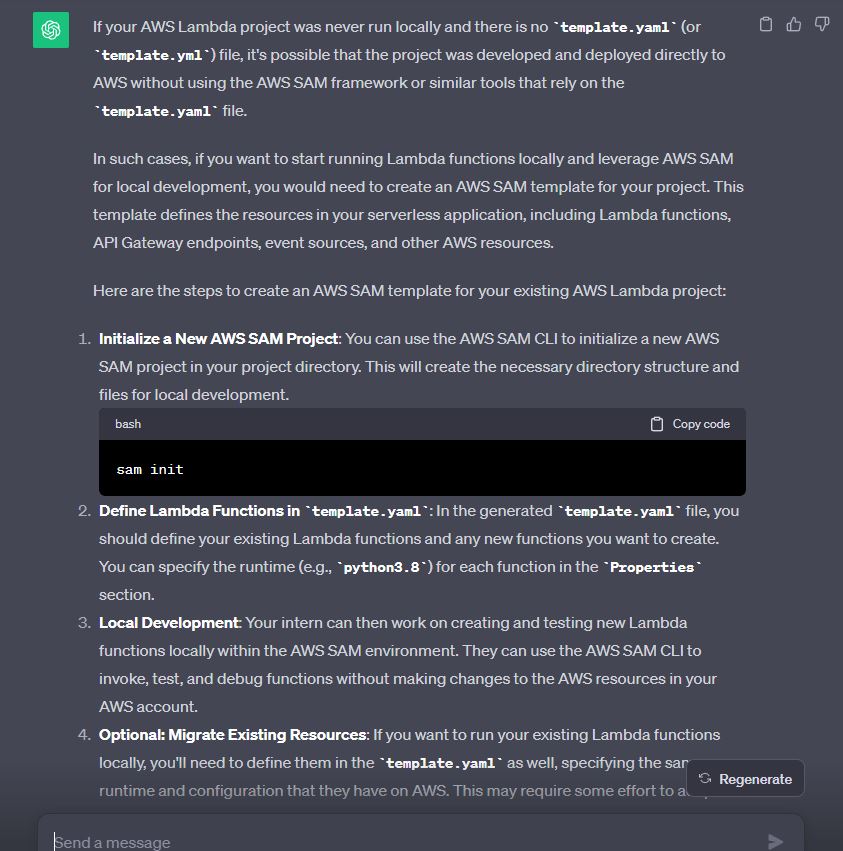 If your AWS Lambda project was never run locally and there is no `template.yaml` (or
`template.yml`) file, it's possible that the project was developed and deployed directly to
AWS without using the AWS SAM framework or similar tools that rely on the
`template.yaml` file.
In such cases, if you want to start running Lambda functions locally and leverage AWS SAM
for local development, you would need to create an AWS SAM template for your project. This
template defines the resources in your serverless application, including Lambda functions,
API Gateway endpoints, event sources, and other AWS resources.
Here are the steps to create an AWS SAM template for your existing AWS Lambda project:
1. Initialize a New AWS SAM Project: You can use the AWS SAM CLI to initialize a new AWS
SAM project in your project directory. This will create the necessary directory structure and
files for local development.
bash Copy code
sam init
2. Define Lambda Functions in `template.yaml`: In the generated `template.yaml` file, you
should define your existing Lambda functions and any new functions you want to create.
You can specify the runtime (e.g., `python3.8`) for each function in the `Properties`
section.
3. Local Development: Your intern can then work on creating and testing new Lambda
functions locally within the AWS SAM environment. They can use the AWS SAM CLI to
invoke, test, and debug functions without making changes to the AWS resources in your
AWS account.
4. Optional: Migrate Existing Resources: If you want to run your existing Lambda functions
locally, you'll need to define them in the `template.yaml` as well, specifying the
runtime and configuration that they have on AWS. This may require some effort to
Regenerate
Send a message